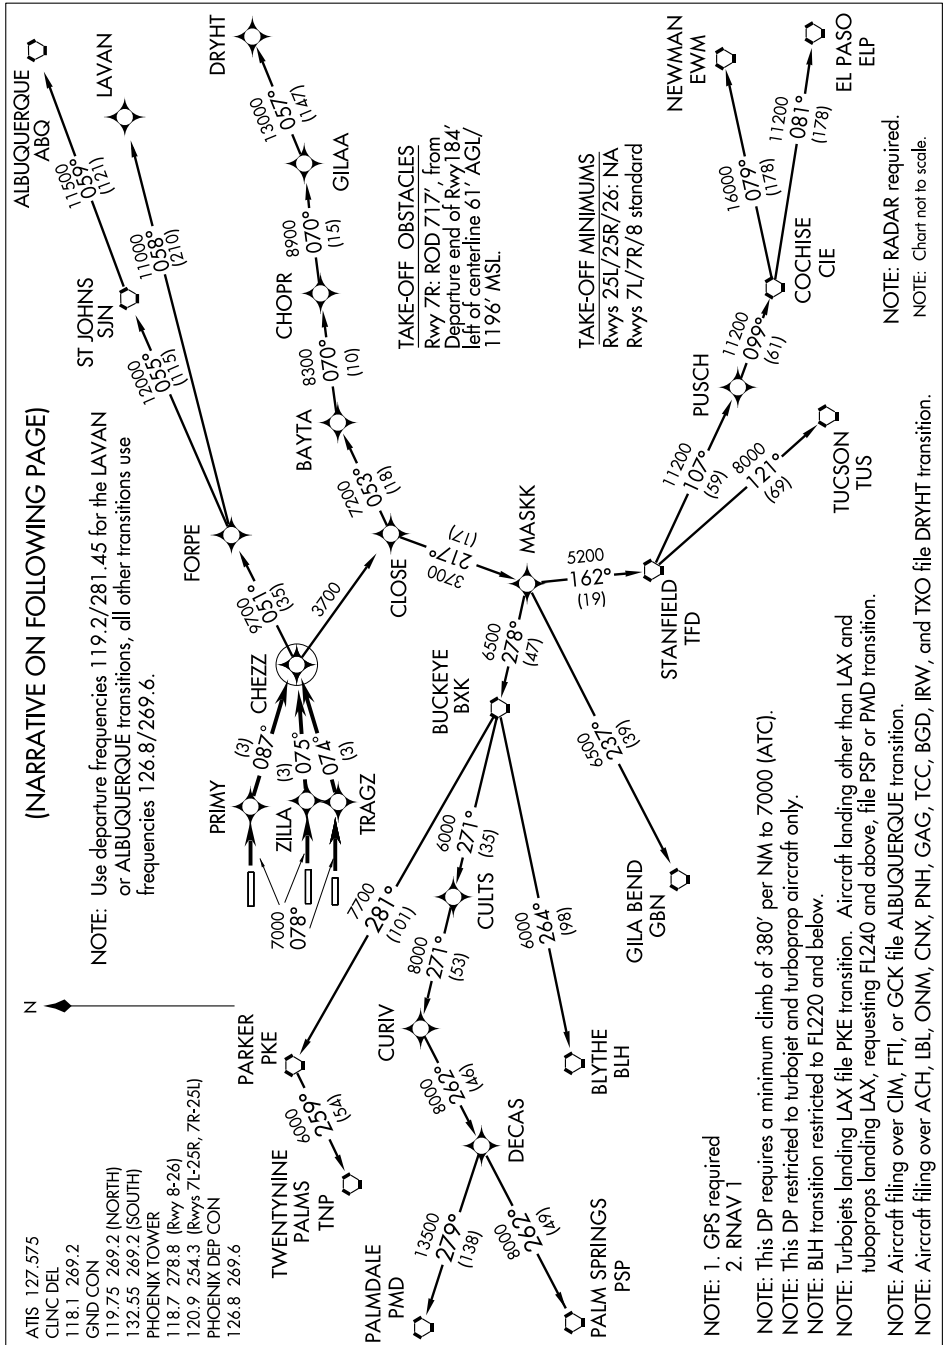 (NARRATIVE ON FOLLOWING PAGE)
ATIS 127.575
CLNC DEL
118.1 269.2
GND CON
119.75 269.2 (NORTH)
132.55 269.2 (SOUTH)
PHOENIX TOWER
118.7 278.8 (Rwy 8-26)
120.9 254.3 (Rwys 7L-25R, 7R-25L)
PHOENIX DEP CON
126.8 269.6
N
NOTE: Use departure frequencies 119.2/281.45 for the LAVAN
or ALBUQUERQUE transitions, all other transitions use
frequencies 126.8/269.6.
ALBUQUERQUE
ABQ
11500
059°
(121)
LAVAN
11000
058°
(210)
ST JOHNS
SJN
12000
055°
(115)
FORPE
9700
051°
(35)
CHEZZ
3700
PRIMY
(3)
087°
ZILLA
(3)
075°
TRAGZ
074°
(3)
7000
078°
DRYHT
13000
057°
(147)
GILAA
8900
070°
(15)
CHOPR
8300
070°
(10)
BAYTA
7200
053°
(18)
CLOSE
(17)
217°
3700
MASKK
TAKE-OFF OBSTACLES
Rwy 7R: ROD 717', from
Departure end of Rwy184'
left of centerline 61' AGL/
1196' MSL.
TAKE-OFF MINIMUMS
Rwys 25L/25R/26: NA
Rwys 7L/7R/8 standard
5200
162°
(19)
STANFIELD
TFD
11200
107°
(59)
PUSCH
11200
099°
(61)
COCHISE
CIE
16000
079°
(178)
NEWMAN
EWM
11200
081°
(178)
EL PASO
ELP
8000
121°
(69)
TUCSON
TUS
6500
278°
(47)
BUCKEYE
BXK
6500
237°
(39)
GILA BEND
GBN
7700
281°
(101)
PARKER
PKE
6000
259°
(54)
TWENTYNINE
PALMS
TNP
6000
271°
(35)
CULTS
8000
271°
(53)
CURIV
8000
262°
(46)
DECAS
13500
279°
(138)
PALMDALE
PMD
8000
262°
(49)
PALM SPRINGS
PSP
6000
264°
(98)
BLYTHE
BLH
NOTE: RADAR required.
NOTE: Chart not to scale.
NOTE: 1. GPS required
2. RNAV 1
NOTE: This DP requires a minimum climb of 380' per NM to 7000 (ATC).
NOTE: This DP restricted to turbojet and turboprop aircraft only.
NOTE: BLH transition restricted to FL220 and below.
NOTE: Turbojets landing LAX file PKE transition. Aircraft landing other than LAX and
tuboprops landing LAX, requesting FL240 and above, file PSP or PMD transition.
NOTE: Aircraft filing over CIM, FTI, or GCK file ALBUQUERQUE transition.
NOTE: Aircraft filing over ACH, LBL, ONM, CNX, PNH, GAG, TCC, BGD, IRW, and TXO file DRYHT transition.